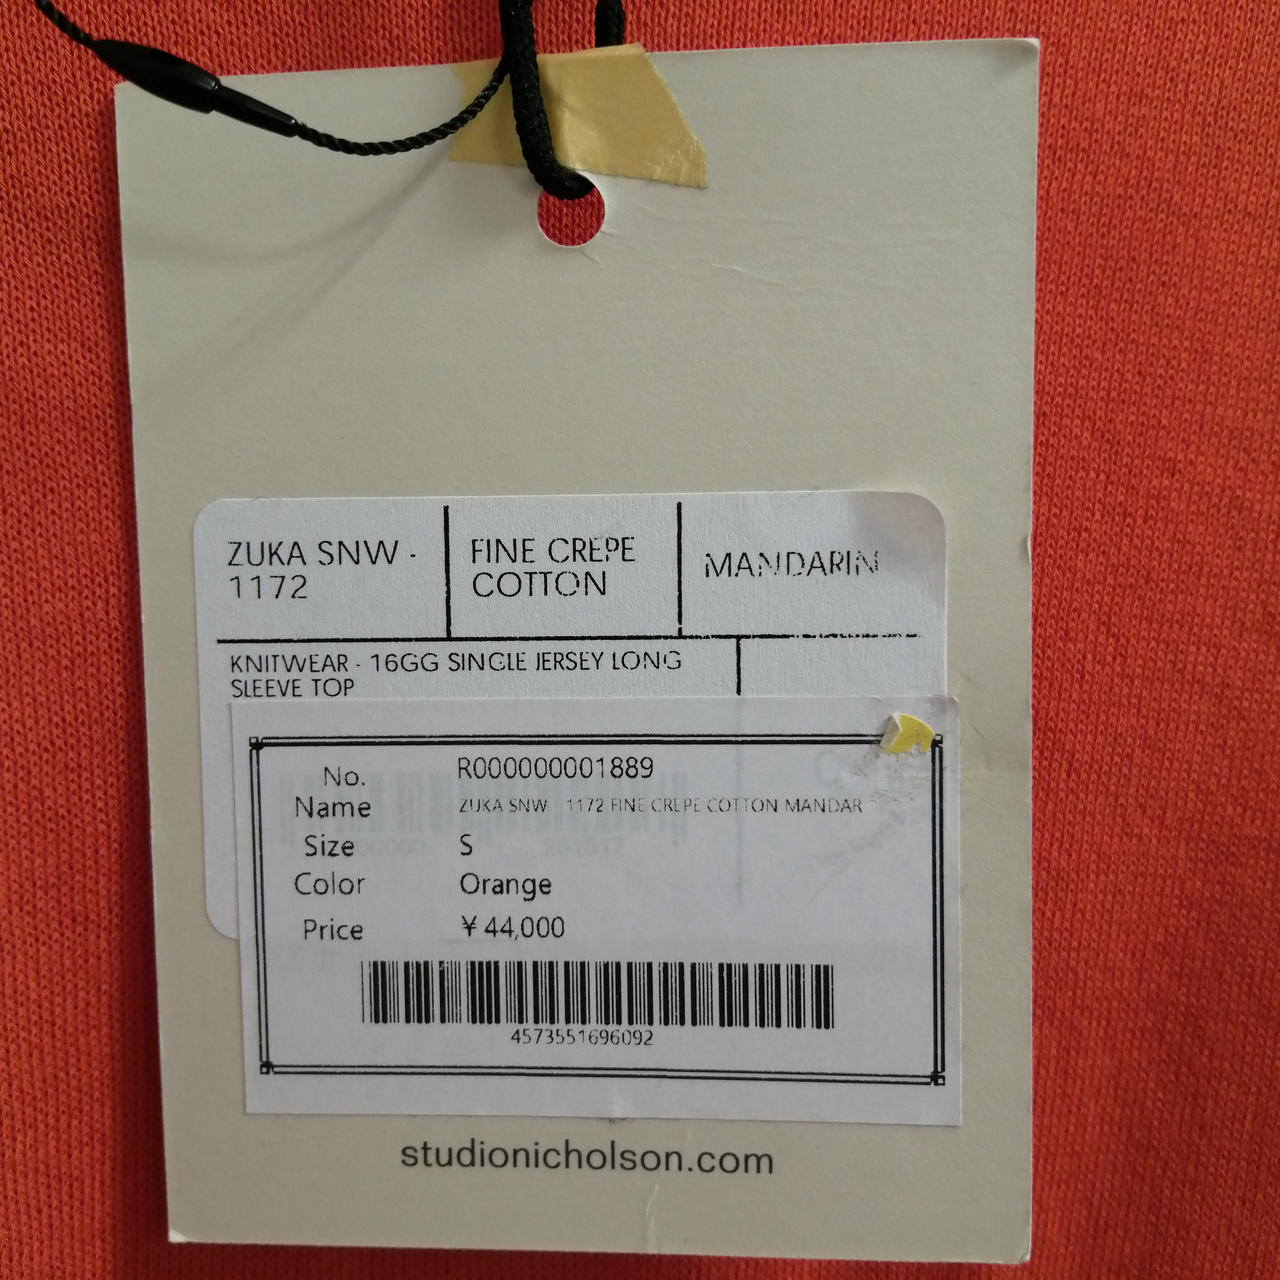 ZUKA SNW -
1172
FINE CREPE
COTTON
MANDARIN
KNITWEAR - 16GG SINGLE JERSEY LONG
SLEEVE TOP
No. R000000001889
Name ZUKA SNW - 1172 FINE CREPE COTTON MANDAR
Size S
Color Orange
Price ¥44,000
4573551696092
studionicholson.com